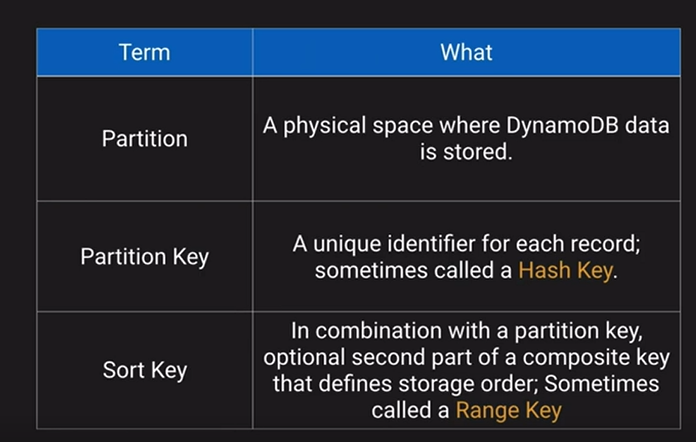 Term
What
Partition
A physical space where DynamoDB data
is stored.
Partition Key
A unique identifier for each record;
sometimes called a Hash Key.
Sort Key
In combination with a partition key,
optional second part of a composite key
that defines storage order; Sometimes
called a Range Key